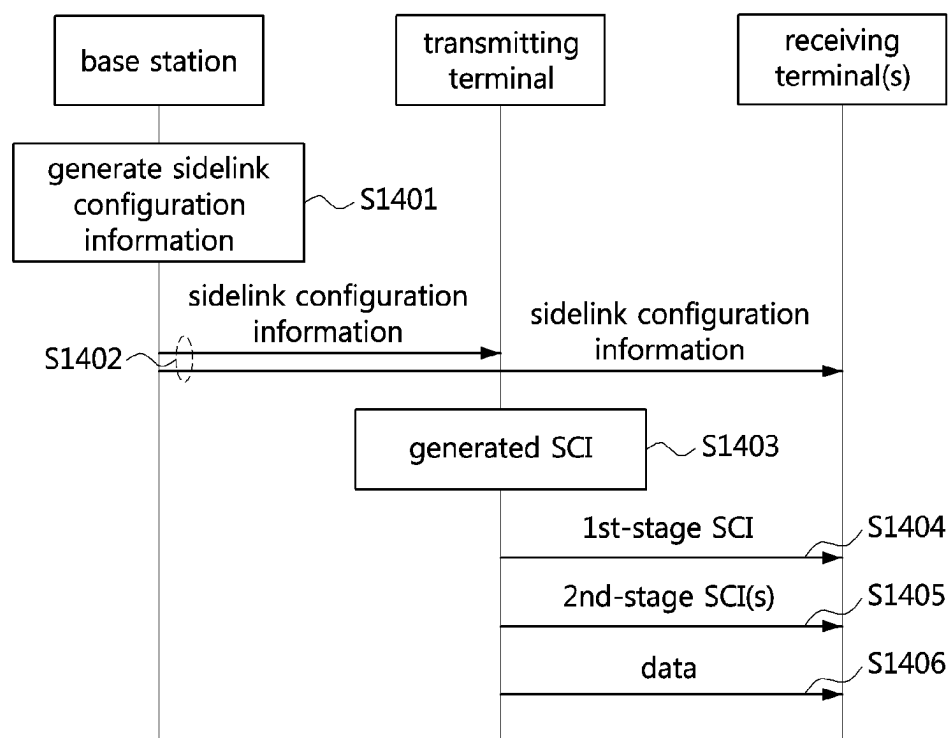 base station
transmitting
terminal
receiving
terminal(s)
generate sidelink
configuration
information
S1401
sidelink configuration
information
sidelink configuration
information
S1402
generated SCI
S1403
1st-stage SCI
S1404
2nd-stage SCI(s)
S1405
data
S1406